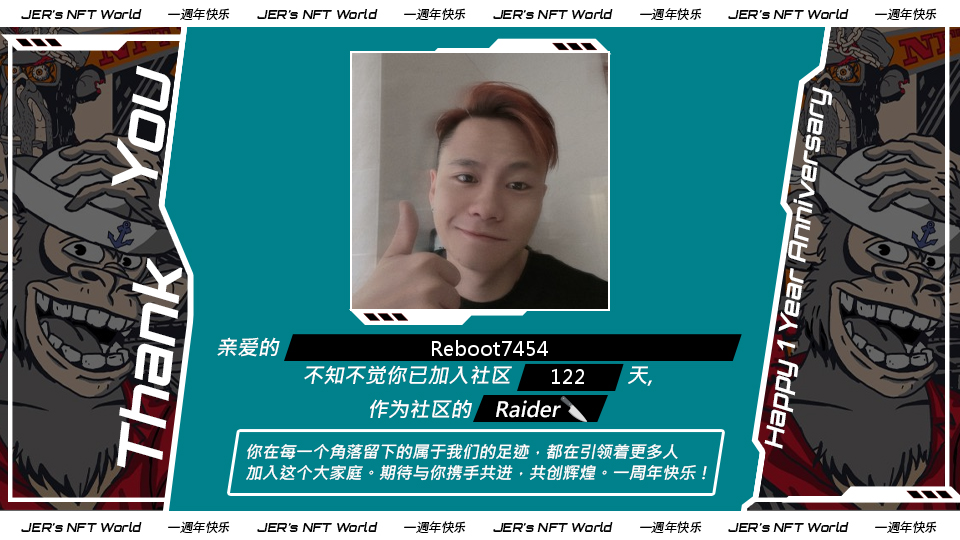 JER's NFT World 一週年快乐 JER's NFT World 一週年快乐 JER's NFT World 一週年快乐 JER's NFT World 一週年快乐
Thank You
亲爱的 Reboot7454
不知不觉你已加入社区 122 天,
作为社区的 Raider
你在每一个角落留下的属于我们的足迹，都在引领着更多人
加入这个大家庭。期待与你携手共进，共创辉煌。一周年快乐！
Happy 1 Year Anniversary
JER's NFT World 一週年快乐 JER's NFT World 一週年快乐 JER's NFT World 一週年快乐 JER's NFT World 一週年快乐